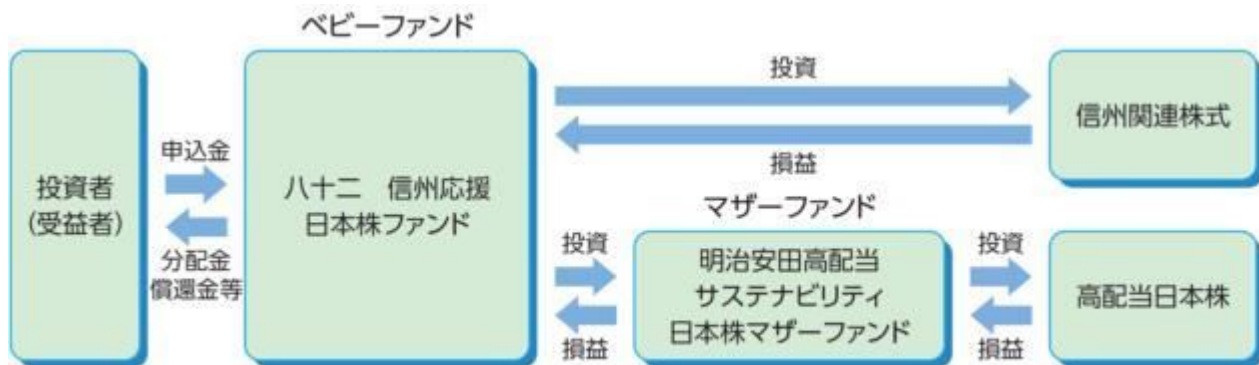 ベビーファンド
投資者
(受益者)
申込金
分配金
償還金等
八十二　信州応援
日本株ファンド
投資
損益
信州関連株式
マザーファンド
投資
損益
明治安田高配当
サステナビリティ
日本株マザーファンド
投資
損益
高配当日本株